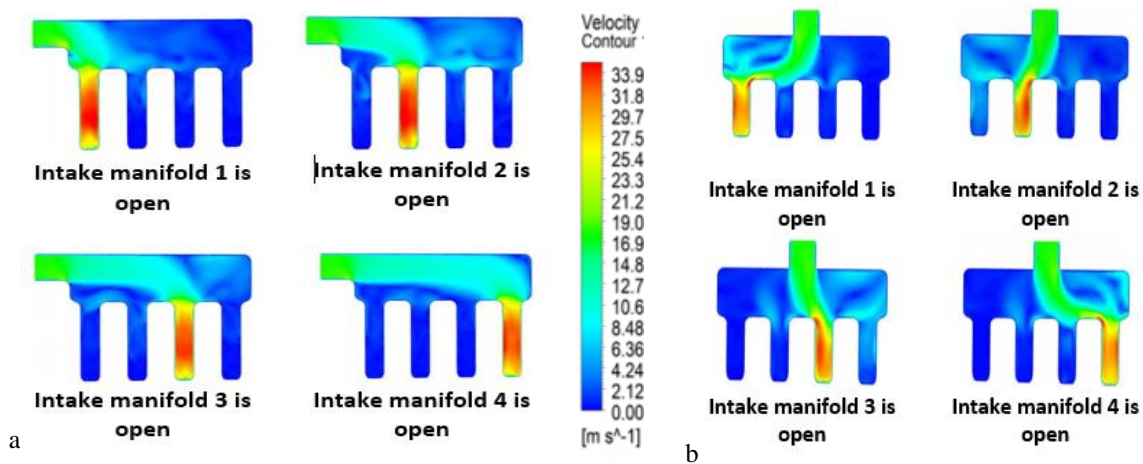 Intake manifold 1 is
open
Intake manifold 2 is
open
Intake manifold 3 is
open
Intake manifold 4 is
open
a
Velocity
Contour
33.9
31.8
29.7
27.5
25.4
23.3
21.2
19.0
16.9
14.8
12.7
10.6
8.48
6.36
4.24
2.12
0.00
[m s^-1]
Intake manifold 1 is
open
Intake manifold 2 is
open
Intake manifold 3 is
open
Intake manifold 4 is
open
b